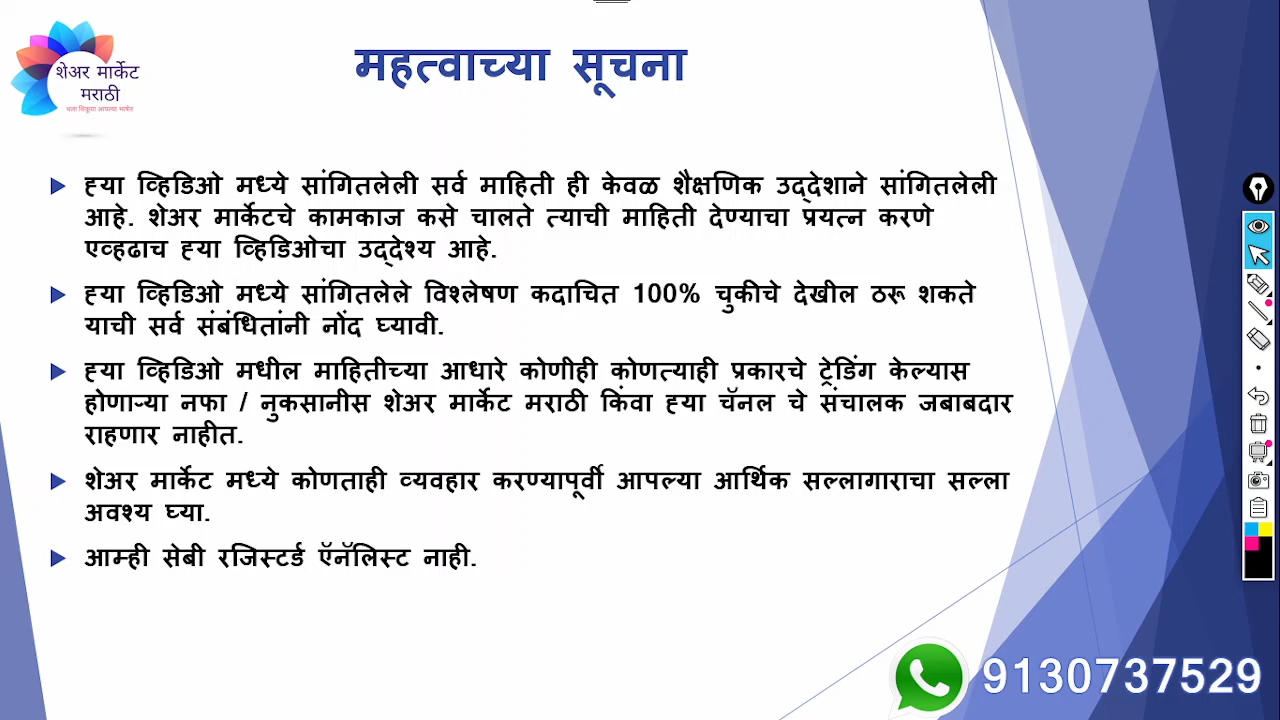 शेअर मार्केट
मराठी
चला शिकूया आपल्या भाषेत
महत्वाच्या सूचना
ह्या व्हिडिओ मध्ये सांगितलेली सर्व माहिती ही केवळ शैक्षणिक उद्देशाने सांगितलेली
आहे. शेअर मार्केटचे कामकाज कसे चालते त्याची माहिती देण्याचा प्रयत्न करणे
एव्हढाच ह्या व्हिडिओचा उद्देश्य आहे.
ह्या व्हिडिओ मध्ये सांगितलेले विश्लेषण कदाचित 100% चुकीचे देखील ठरू शकते
याची सर्व संबंधितांनी नोंद घ्यावी.
ह्या व्हिडिओ मधील माहितीच्या आधारे कोणीही कोणत्याही प्रकारचे ट्रेडिंग केल्यास
होणाऱ्या नफा / नुकसानीस शेअर मार्केट मराठी किंवा ह्या चॅनल चे संचालक जबाबदार
राहणार नाहीत.
शेअर मार्केट मध्ये कोणताही व्यवहार करण्यापूर्वी आपल्या आर्थिक सल्लागाराचा सल्ला
अवश्य घ्या.
आम्ही सेबी रजिस्टर्ड ऍनॅलिस्ट नाही.
9130737529